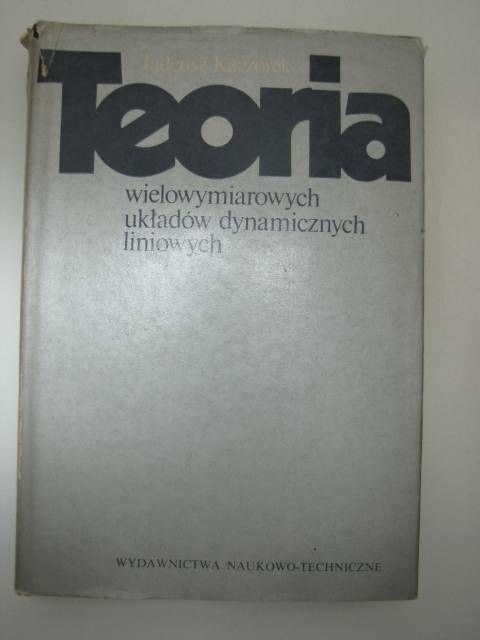 Tadeusz Kaczorek
Teoria
wielowymiarowych
układów dynamicznych
liniowych
WYDAWNICTWA NAUKOWO-TECHNICZNE